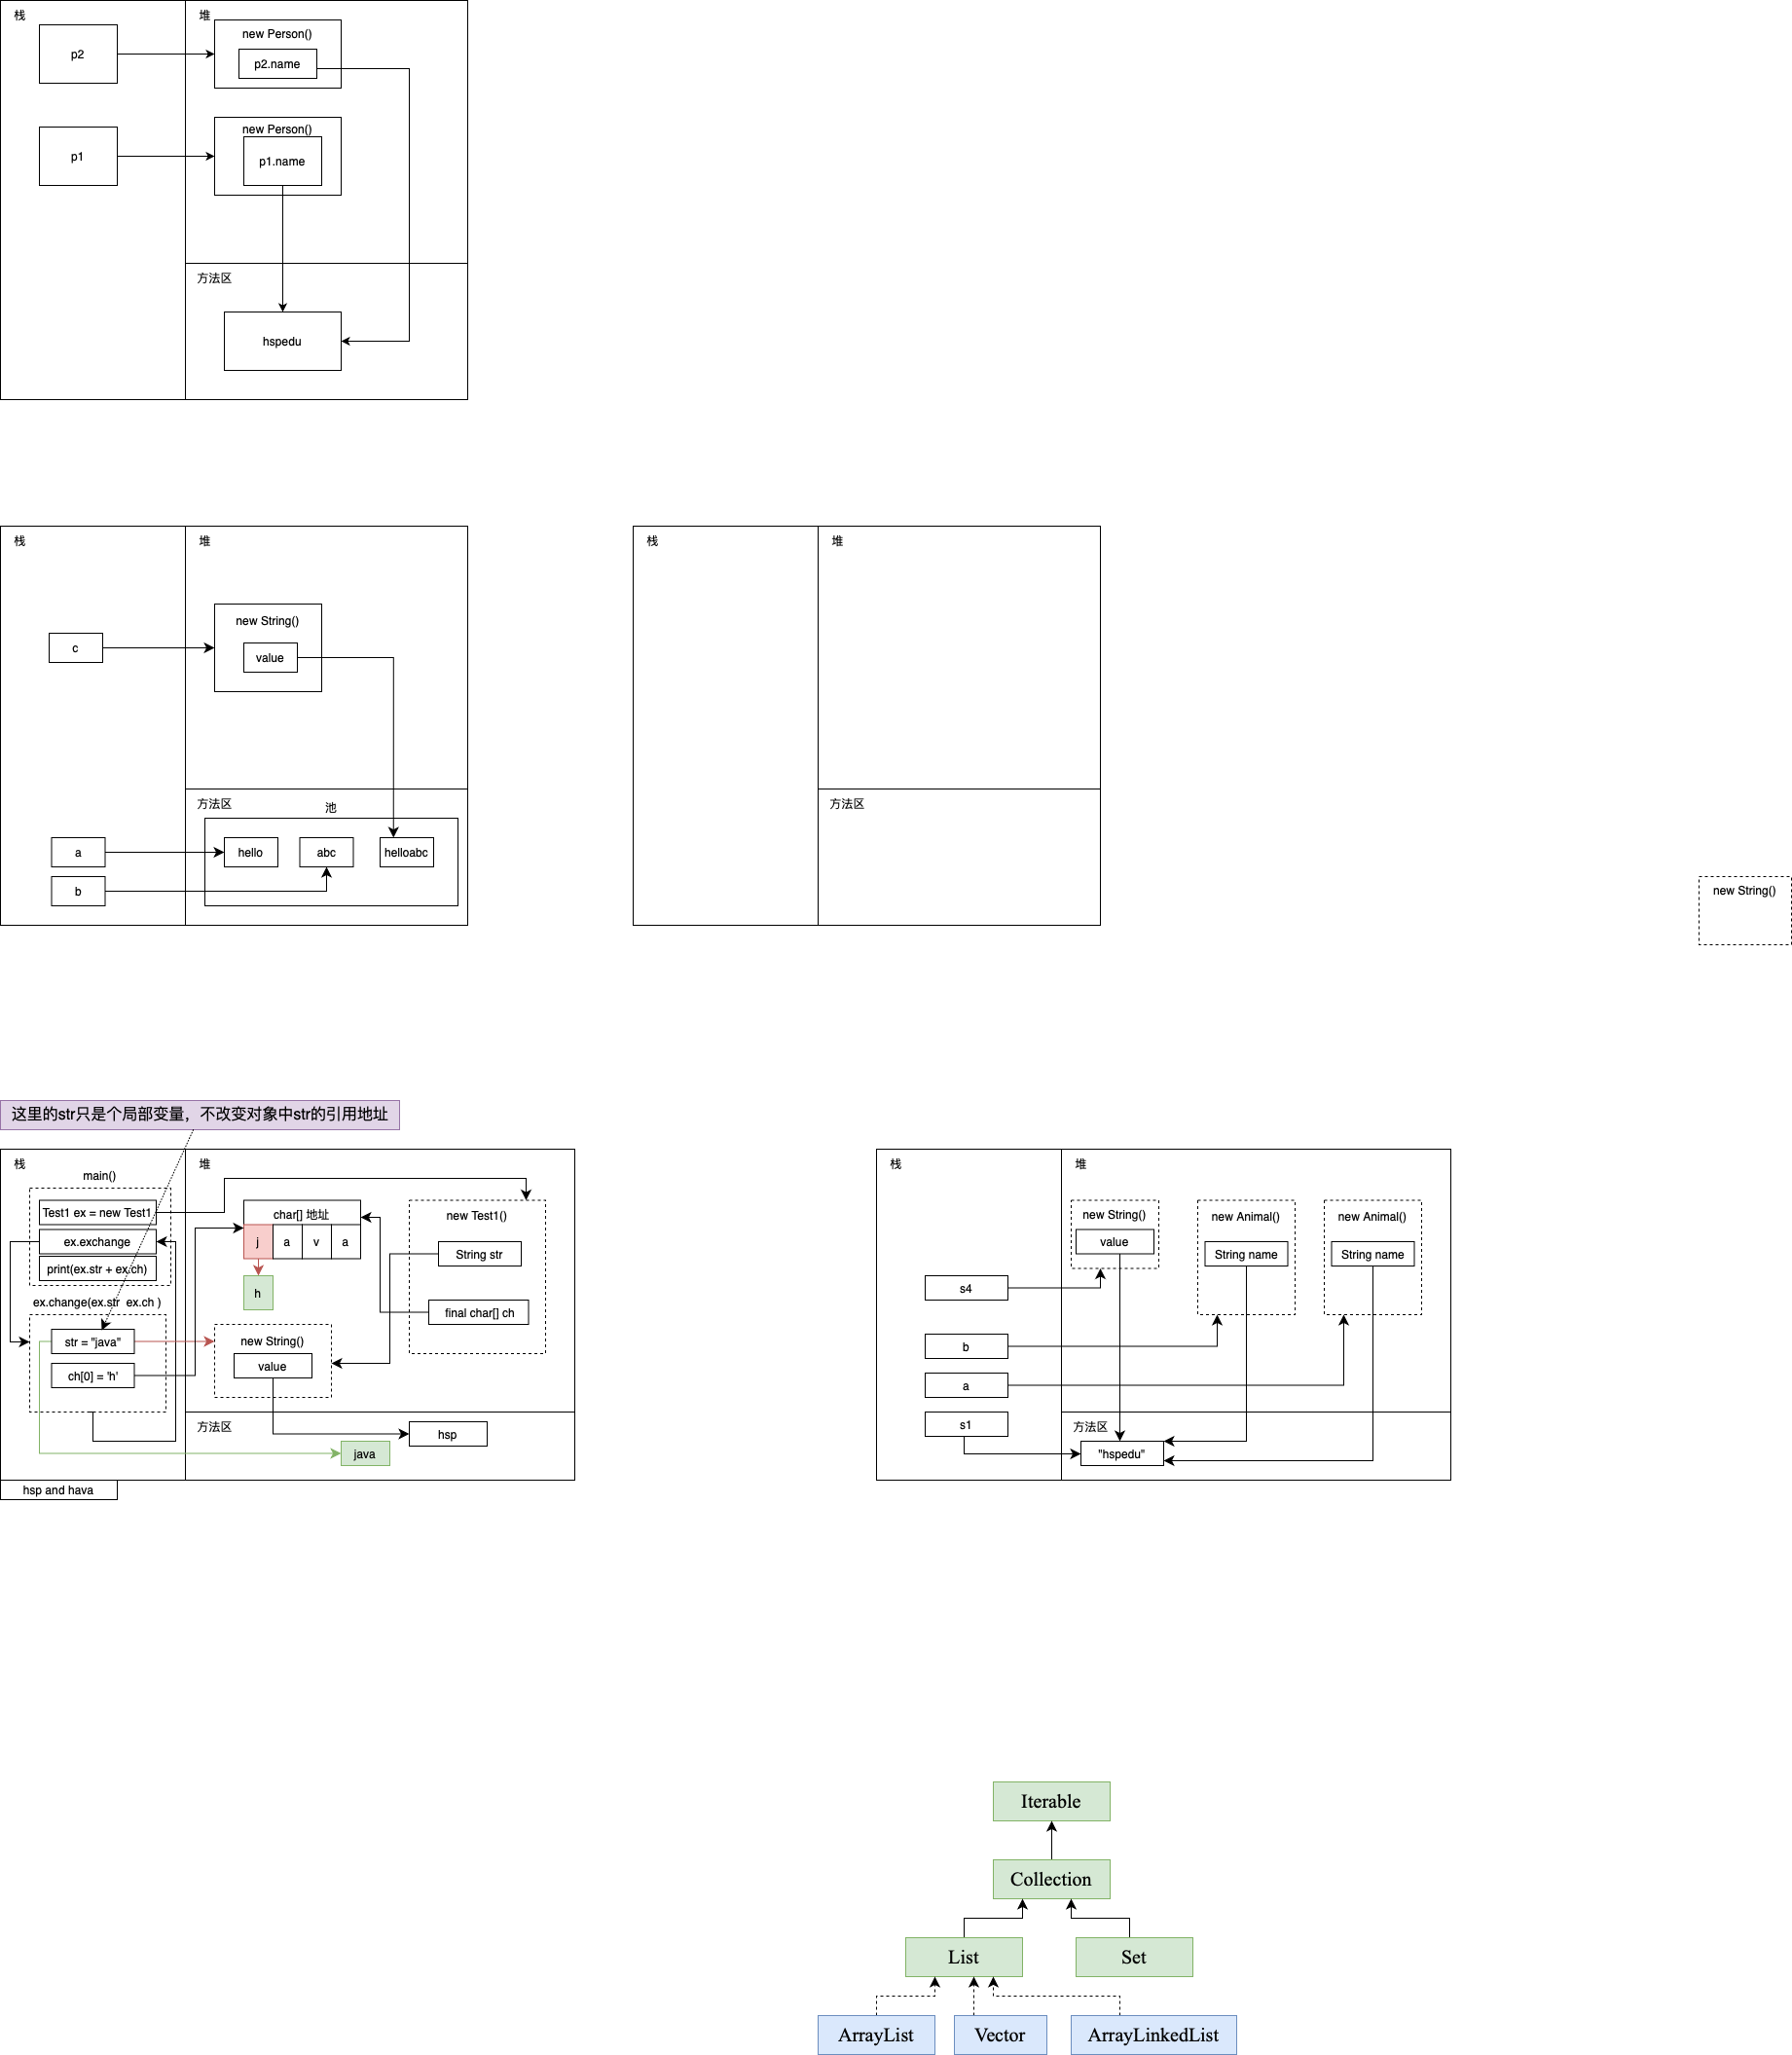 栈
堆
new Person()
p2
p2.name
new Person()
p1
p1.name
方法区
hspedu
栈
堆
new String()
c
value
方法区
池
a
hello
abc
helloabc
b
栈
堆
方法区
new String()
这里的str只是个局部变量，不改变对象中str的引用地址
栈
堆
main()
Test1 ex = new Test1
char[] 地址
new Test1()
ex.exchange
j
a
v
a
String str
print(ex.str + ex.ch)
h
ex.change(ex.str  ex.ch )
final char[] ch
str = "java"
new String()
value
ch[0] = 'h'
方法区
hsp
java
hsp and hava
栈
堆
new String()
new Animal()
new Animal()
value
String name
String name
s4
b
a
s1
方法区
"hspedu"
Iterable
Collection
List
Set
ArrayList
Vector
ArrayLinkedList